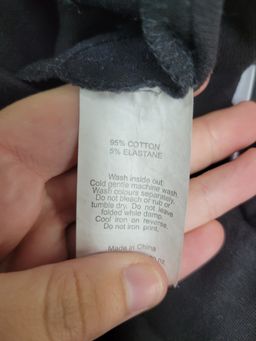 95% COTTON
5% ELASTANE
Wash inside out.
Cold gentle machine wash
Wash colours separately.
Do not bleach or rub or
tumble dry. Do not leave
folded while damp.
Cool iron on reverse.
Do not iron print.
Made in China